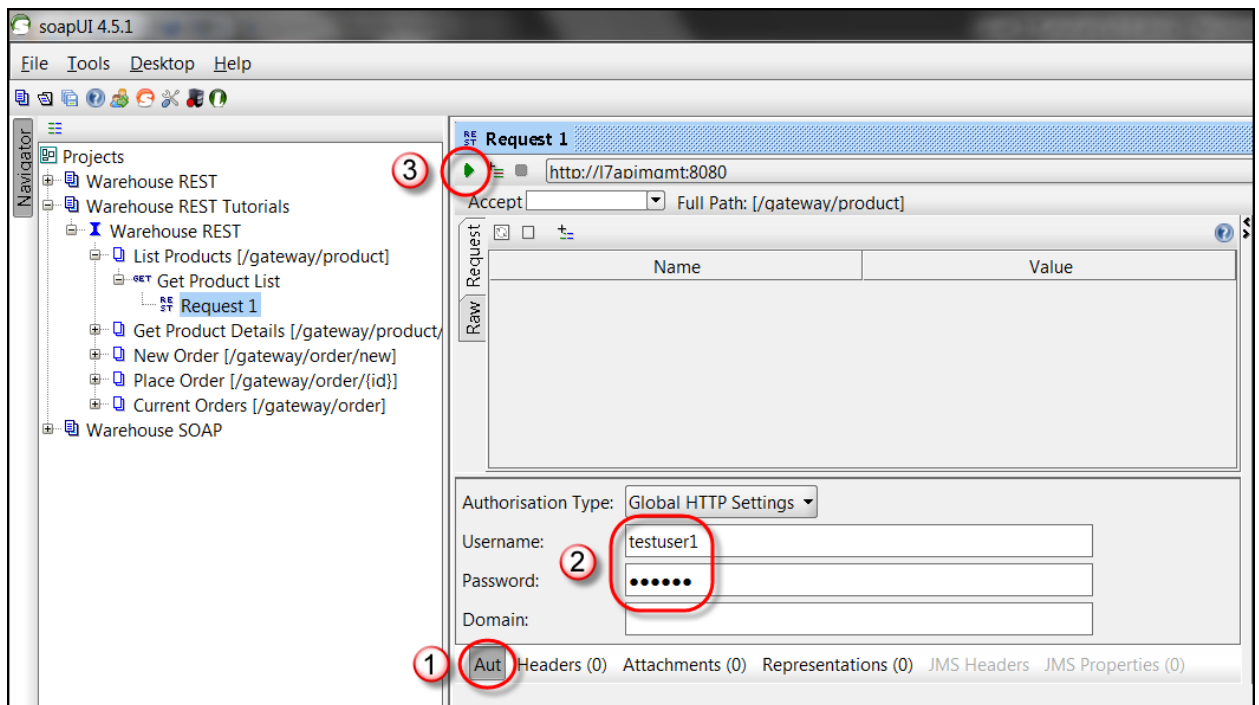 soapUI 4.5.1
File Tools Desktop Help
Navigator
Projects
Warehouse REST
Warehouse REST Tutorials
Warehouse REST
List Products [/gateway/product]
GET Get Product List
REST Request 1
Get Product Details [/gateway/product/
New Order [/gateway/order/new]
Place Order [/gateway/order/{id}]
Current Orders [/gateway/order]
Warehouse SOAP
REST Request 1
3
http://l7apimgmt:8080
Accept Full Path: [/gateway/product]
Request
Raw
Name Value
Authorisation Type: Global HTTP Settings
Username: testuser1
2
Password: ••••••
Domain:
1
Aut Headers (0) Attachments (0) Representations (0) JMS Headers JMS Properties (0)